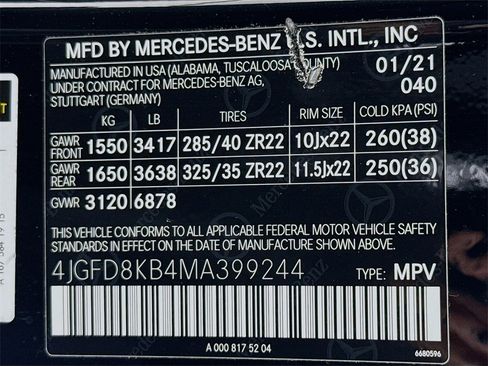 MFD BY MERCEDES-BENZ U.S. INTL., INC
MANUFACTURED IN USA (ALABAMA, TUSCALOOSA COUNTY) 01/21
UNDER CONTRACT FOR MERCEDES-BENZ AG, 040
STUTTGART (GERMANY)
KG LB TIRES RIM SIZE COLD KPA (PSI)
GAWR FRONT 1550 3417 285/40 ZR22 10Jx22 260(38)
GAWR REAR 1650 3638 325/35 ZR22 11.5Jx22 250(36)
GVWR 3120 6878
THIS VEHICLE CONFORMS TO ALL APPLICABLE FEDERAL MOTOR VEHICLE SAFETY
STANDARDS IN EFFECT ON THE DATE OF MANUFACTURE SHOWN ABOVE.
4JGFD8KB4MA399244 TYPE: MPV
A 000 817 52 04
6680596
A 167 584 19 15